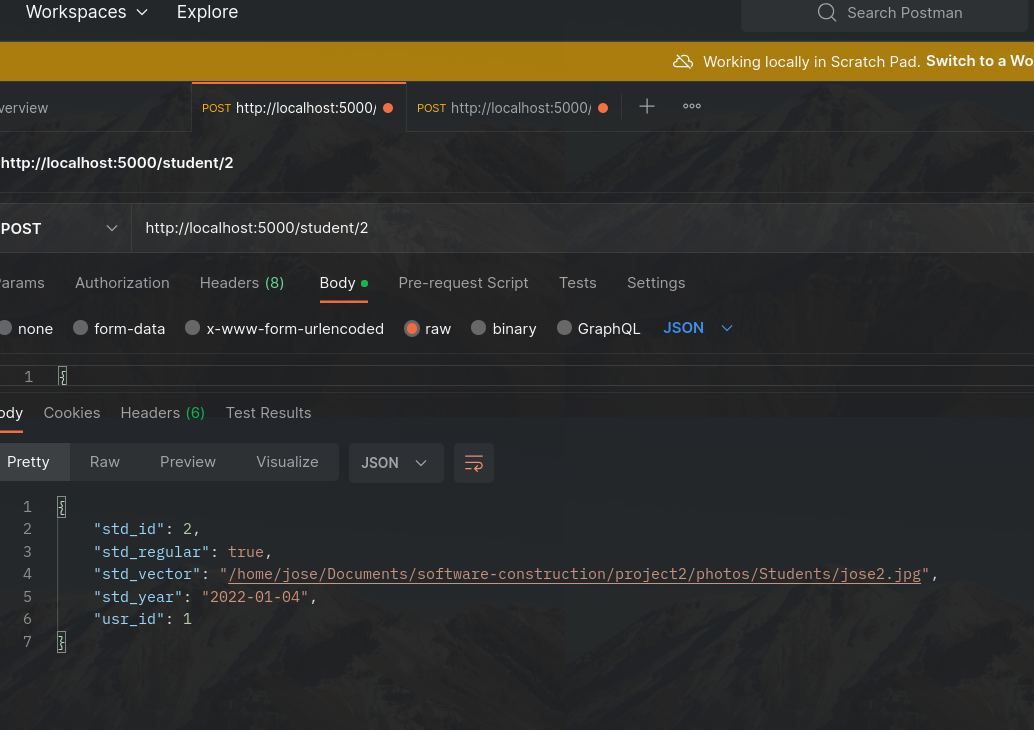 Workspaces Explore Search Postman
Working locally in Scratch Pad. Switch to a Wo
verview POST http://localhost:5000/ POST http://localhost:5000/
http://localhost:5000/student/2
POST http://localhost:5000/student/2
arams Authorization Headers (8) Body Pre-request Script Tests Settings
none form-data x-www-form-urlencoded raw binary GraphQL JSON
1 {
ody Cookies Headers (6) Test Results
Pretty Raw Preview Visualize JSON
1 {
2 "std_id": 2,
3 "std_regular": true,
4 "std_vector": "/home/jose/Documents/software-construction/project2/photos/Students/jose2.jpg",
5 "std_year": "2022-01-04",
6 "usr_id": 1
7 }